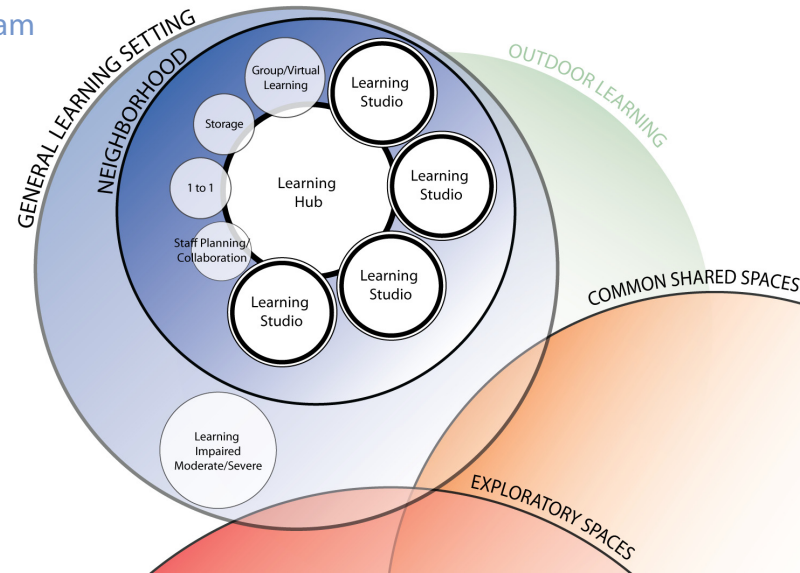 am
GENERAL LEARNING SETTING
NEIGHBORHOOD
OUTDOOR LEARNING
COMMON SHARED SPACES
EXPLORATORY SPACES
Group/Virtual
Learning
Learning
Studio
Storage
1 to 1
Learning
Hub
Learning
Studio
Staff Planning/
Collaboration
Learning
Studio
Learning
Studio
Learning
Impaired
Moderate/Severe